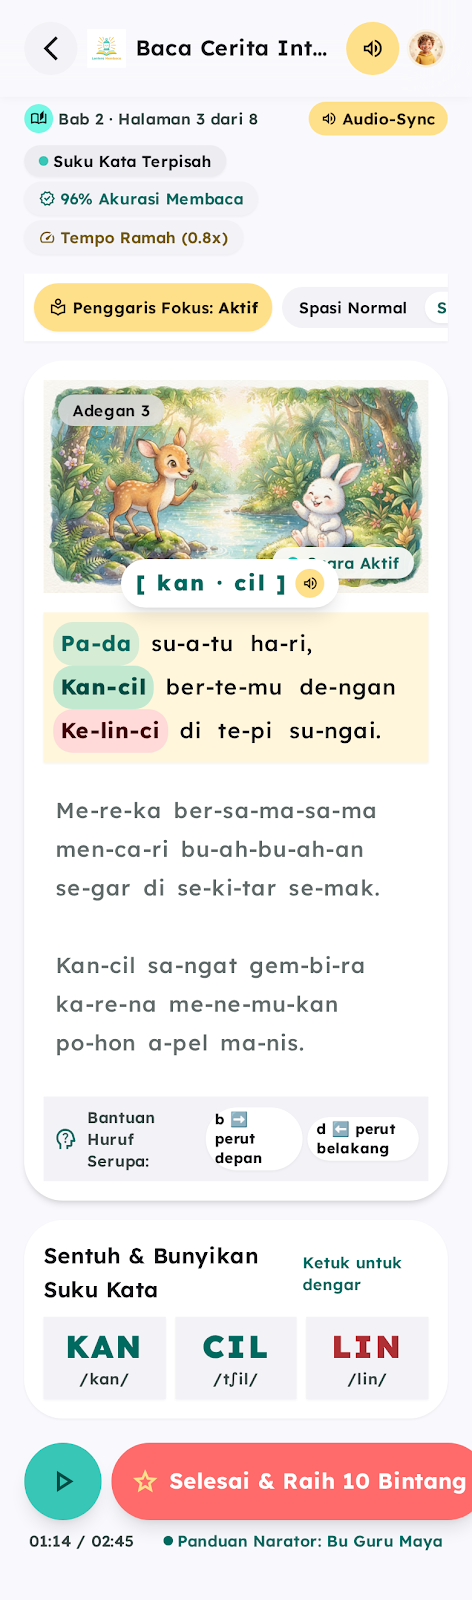 Baca Cerita Int...
Bab 2 · Halaman 3 dari 8
Audio-Sync
Suku Kata Terpisah
96% Akurasi Membaca
Tempo Ramah (0.8x)
Penggaris Fokus: Aktif
Spasi Normal
S
Adegan 3
ara Aktif
[ kan · cil ]
Pa-da su-a-tu ha-ri,
Kan-cil ber-te-mu de-ngan
Ke-lin-ci di te-pi su-ngai.
Me-re-ka ber-sa-ma-sa-ma
men-ca-ri bu-ah-bu-ah-an
se-gar di se-ki-tar se-mak.
Kan-cil sa-ngat gem-bi-ra
ka-re-na me-ne-mu-kan
po-hon a-pel ma-nis.
Bantuan
Huruf
Serupa:
b ➡️
perut
depan
d ⬅️ perut
belakang
Sentuh & Bunyikan
Suku Kata
Ketuk untuk
dengar
KAN
/kan/
CIL
/tʃil/
LIN
/lin/
Selesai & Raih 10 Bintang
01:14 / 02:45
Panduan Narator: Bu Guru Maya